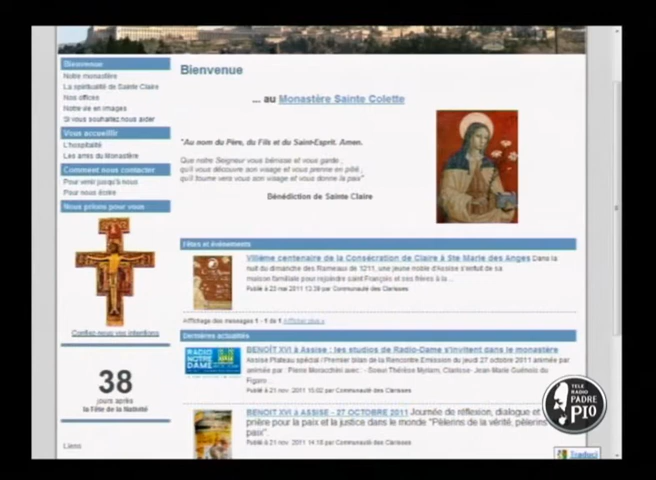 Bienvenue
Notre monastère
La spiritualité de Sainte Claire
Nos offices
Notre vie en images
Si vous souhaitez nous aider
Vous accueillir
L'hospitalité
Les amis du Monastère
Comment nous contacter
Pour venir jusqu'à nous
Pour nous écrire
Nous prions pour vous
Confiez-nous vos intentions
38
jours après
la Fête de la Nativité
Liens
Bienvenue
... au Monastère Sainte Colette
"Au nom du Père, du Fils et du Saint-Esprit. Amen.
Que notre Seigneur vous bénisse et vous garde,
qu'il vous découvre son visage et vous prenne en pitié,
qu'il tourne vers vous son visage et vous donne la paix"
Bénédiction de Sainte Claire
Fêtes et événements
VIIIème centenaire de la Consécration de Claire à Ste Marie des Anges Dans la
nuit du dimanche des Rameaux de 1211, une jeune noble d'Assise s'enfuit de sa
maison familiale pour rejoindre saint François et ses frères à la ...
Publié à 23 mai 2011 13:39 par Communauté des Clarisses
Affichage des messages 1 - 1 de 1 Afficher plus »
Dernières actualités
RADIO
NOTRE
DAME
BENOÎT XVI à Assise : les studios de Radio-Dame s'invitent dans le monastère
Assise Plateau spécial / Premier bilan de la Rencontre Emission du jeudi 27 octobre 2011 animée par
animée par : Pierre Moracchini avec: - Soeur Thérèse Myriam, Clarisse- Jean-Marie Guénois du
Figaro ...
Publié à 21 nov. 2011 15:02 par Communauté des Clarisses
BENOIT XVI à ASSISE - 27 OCTOBRE 2011 Journée de réflexion, dialogue et
prière pour la paix et la justice dans le monde "Pèlerins de la vérité, pèlerins
paix".
Publié à 21 nov. 2011 14:18 par Communauté des Clarisses
TELE
RADIO
PADRE
PIO
Traduci